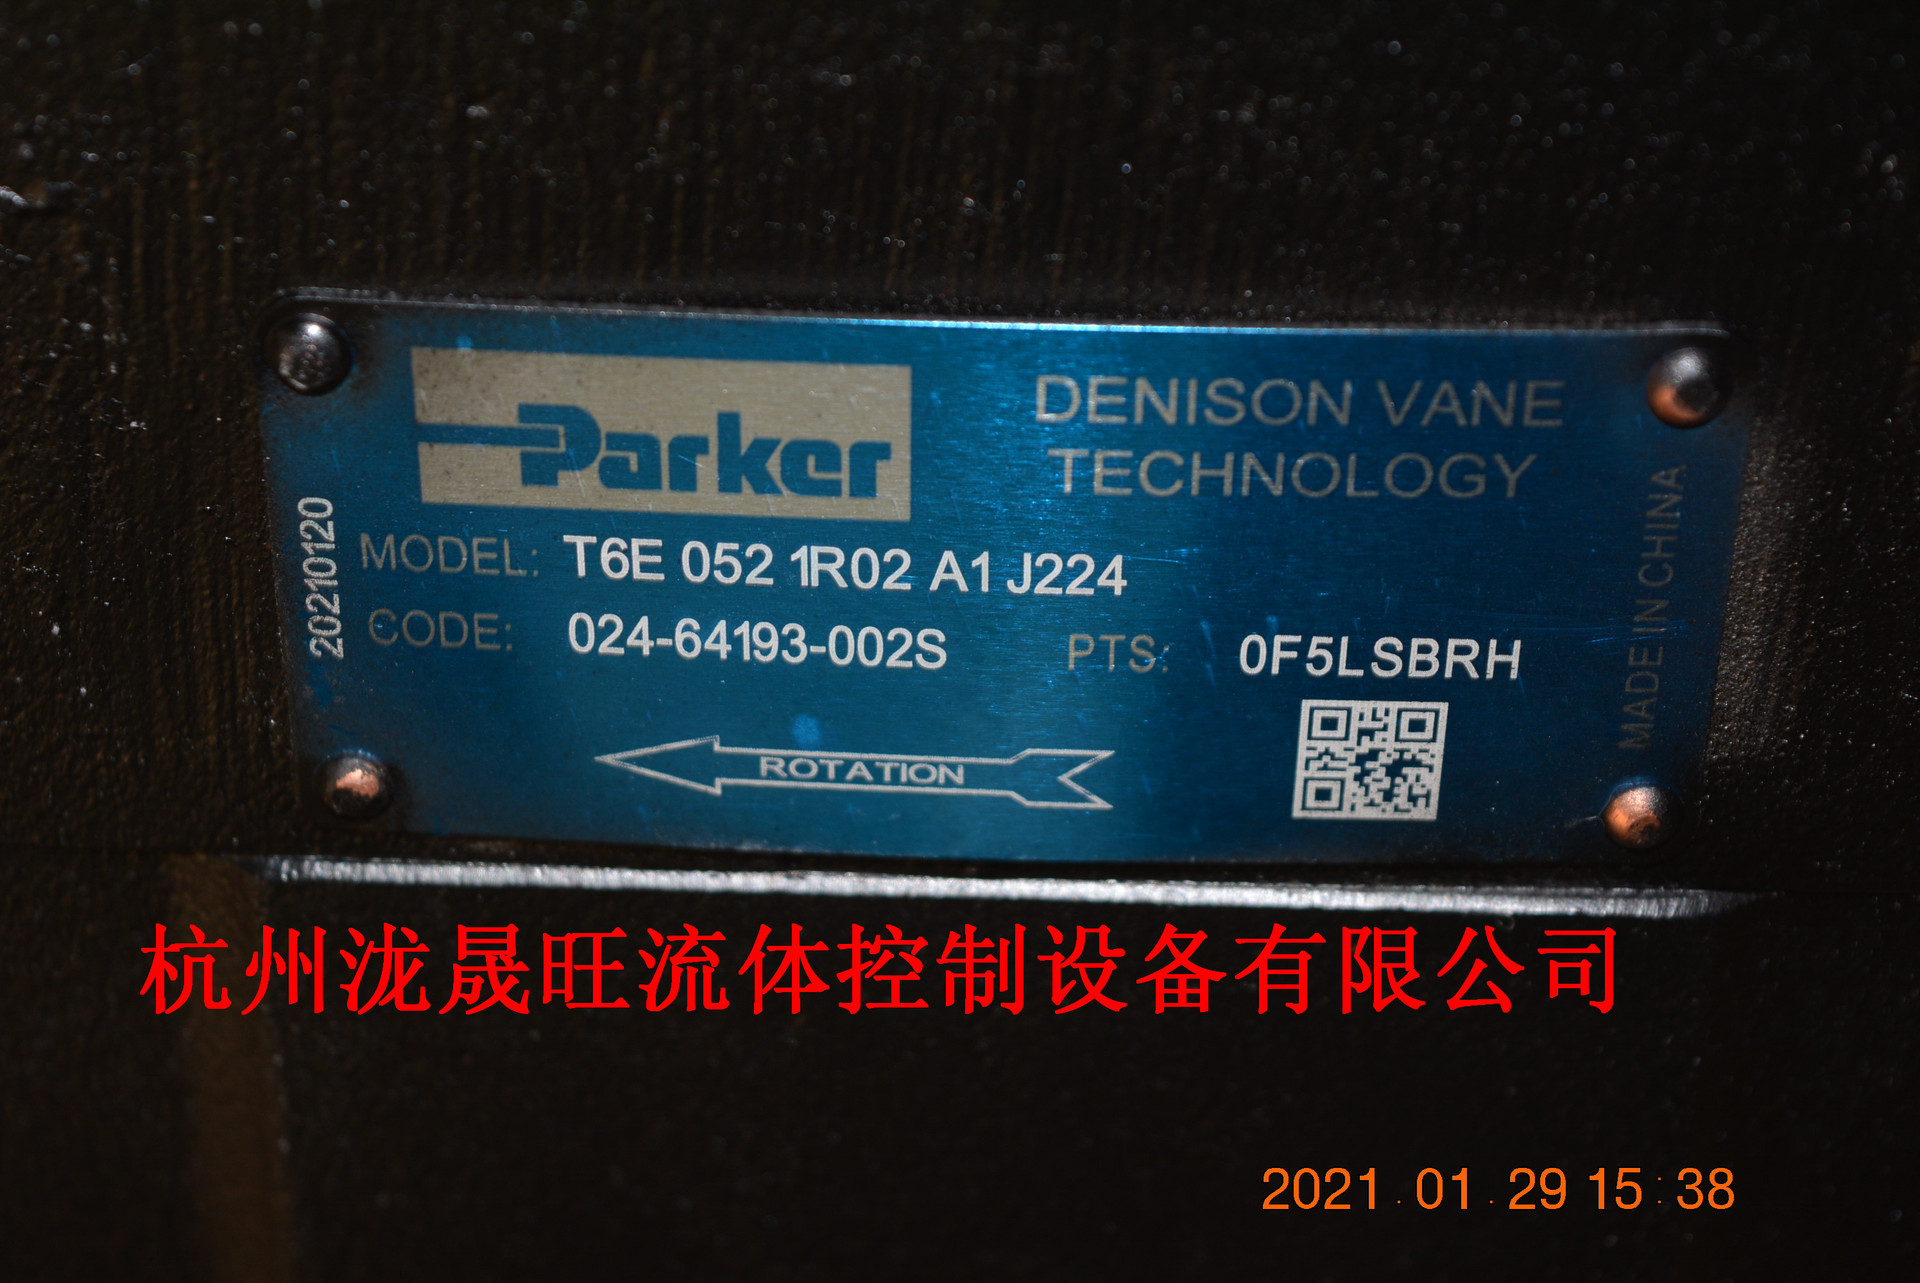 Parker
DENISON VANE
TECHNOLOGY
20210120
MODEL: T6E 052 1R02 A1 J224
CODE: 024-64193-002S PTS: 0F5LSBRH
MADE IN CHINA
ROTATION
杭州泷晟旺流体控制设备有限公司
2021.01.29 15:38